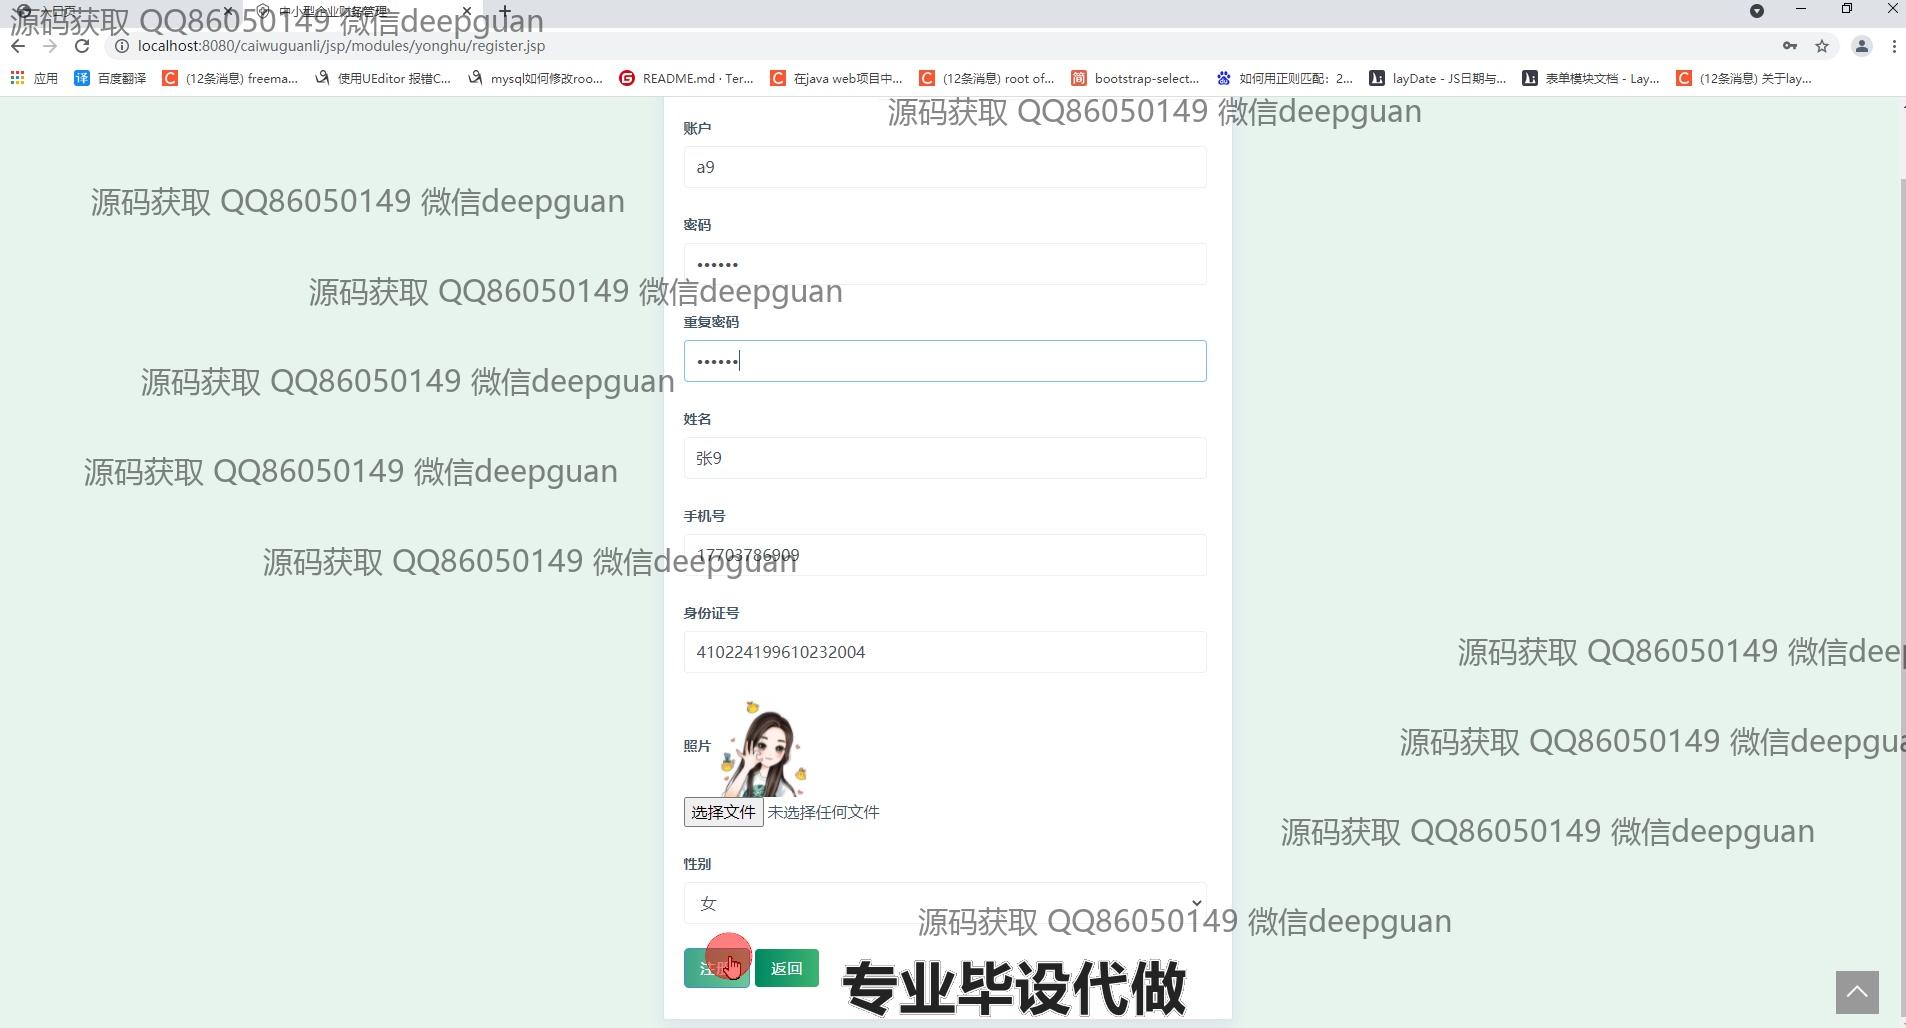 中小型企业财务管理
源码获取 QQ86050149 微信deepguan
localhost:8080/caiwuguanli/jsp/modules/yonghu/register.jsp
应用 百度翻译 (12条消息) freema... 使用UEditor 报错C... mysql如何修改roo... README.md · Ter... 在java web项目中... (12条消息) root of... bootstrap-select... 如何用正则匹配：2... layDate - JS日期与... 表单模块文档 - Lay... (12条消息) 关于lay...
源码获取 QQ86050149 微信deepguan
账户
a9
源码获取 QQ86050149 微信deepguan
密码
••••••
源码获取 QQ86050149 微信deepguan
重复密码
••••••
源码获取 QQ86050149 微信deepguan
姓名
张9
源码获取 QQ86050149 微信deepguan
手机号
17703786909
源码获取 QQ86050149 微信deepguan
身份证号
410224199610232004
源码获取 QQ86050149 微信dee
照片
源码获取 QQ86050149 微信deepgua
选择文件 未选择任何文件
源码获取 QQ86050149 微信deepguan
性别
女
源码获取 QQ86050149 微信deepguan
注册 返回
专业毕设代做